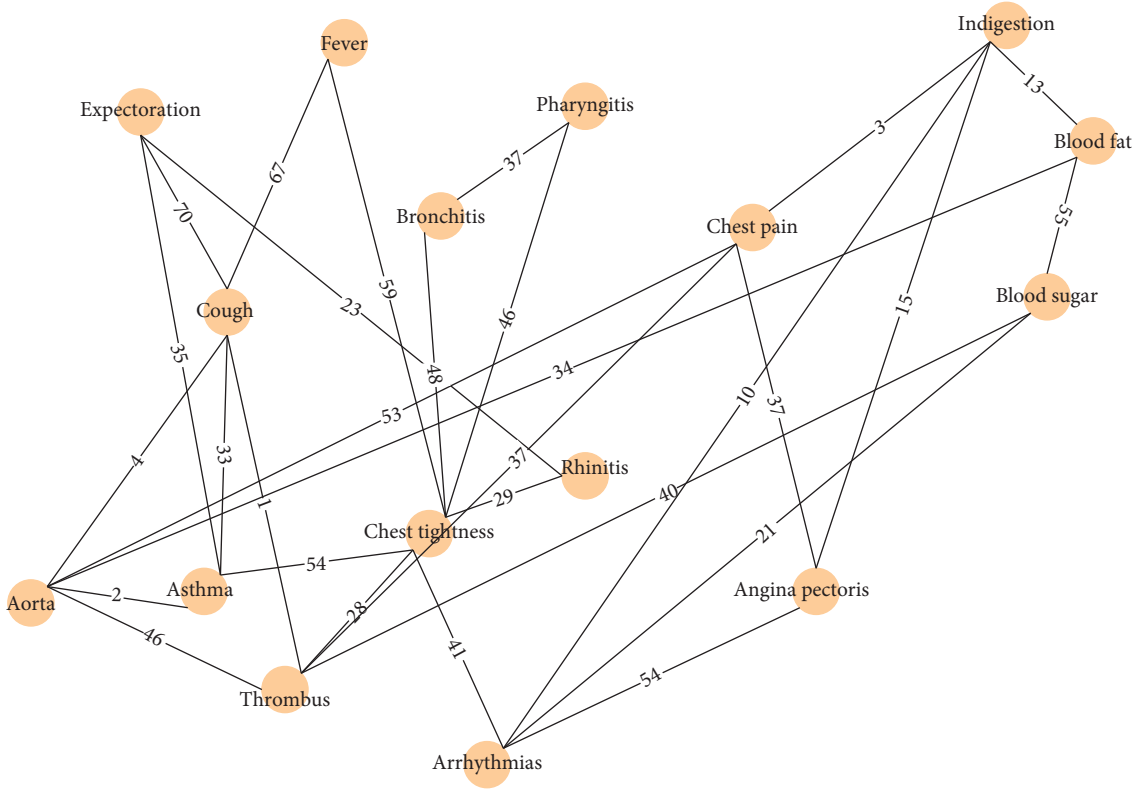 Indigestion
Fever
13
Expectoration
Pharyngitis
3
Blood fat
37
67
70
Bronchitis
Chest pain
55
59
Blood sugar
23
Cough
46
15
35
48
34
10
37
53
33
4
37
Rhinitis
29
40
1
Chest tightness
21
54
Asthma
Angina pectoris
2
Aorta
28
46
41
54
Thrombus
Arrhythmias